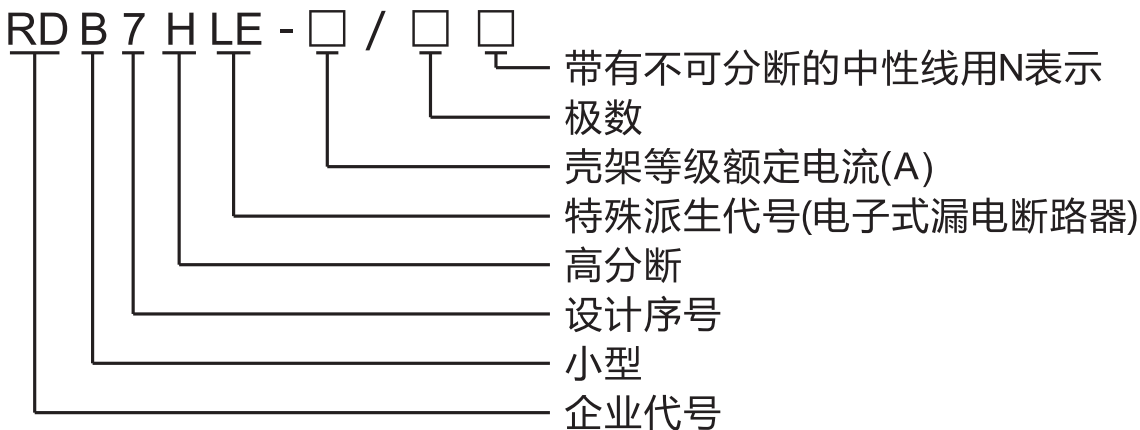 RD B 7 H LE - □ / □ □
带有不可分断的中性线用N表示
极数
壳架等级额定电流(A)
特殊派生代号(电子式漏电断路器)
高分断
设计序号
小型
企业代号